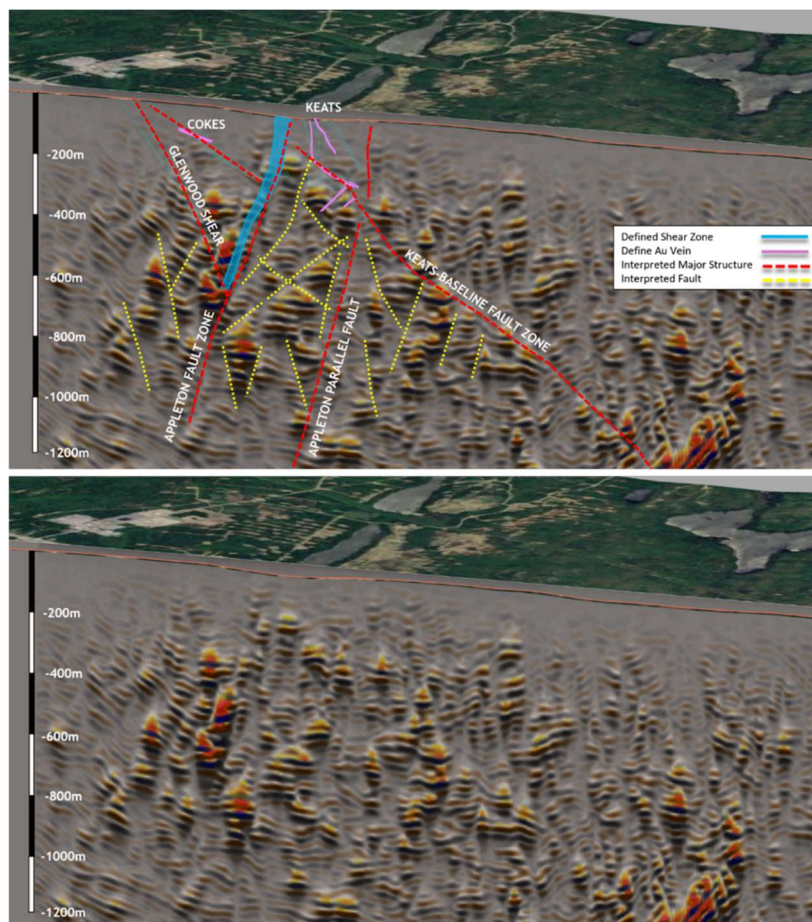 KEATS
COKES
-200m
GLENWOOD SHEAR
-400m
Defined Shear Zone
Define Au Vein
Interpreted Major Structure
Interpreted Fault
-600m
KEATS-BASELINE FAULT ZONE
-800m
APPLETON FAULT ZONE
APPLETON PARALLEL FAULT
-1000m
-1200m
-200m
-400m
-600m
-800m
-1000m
-1200m